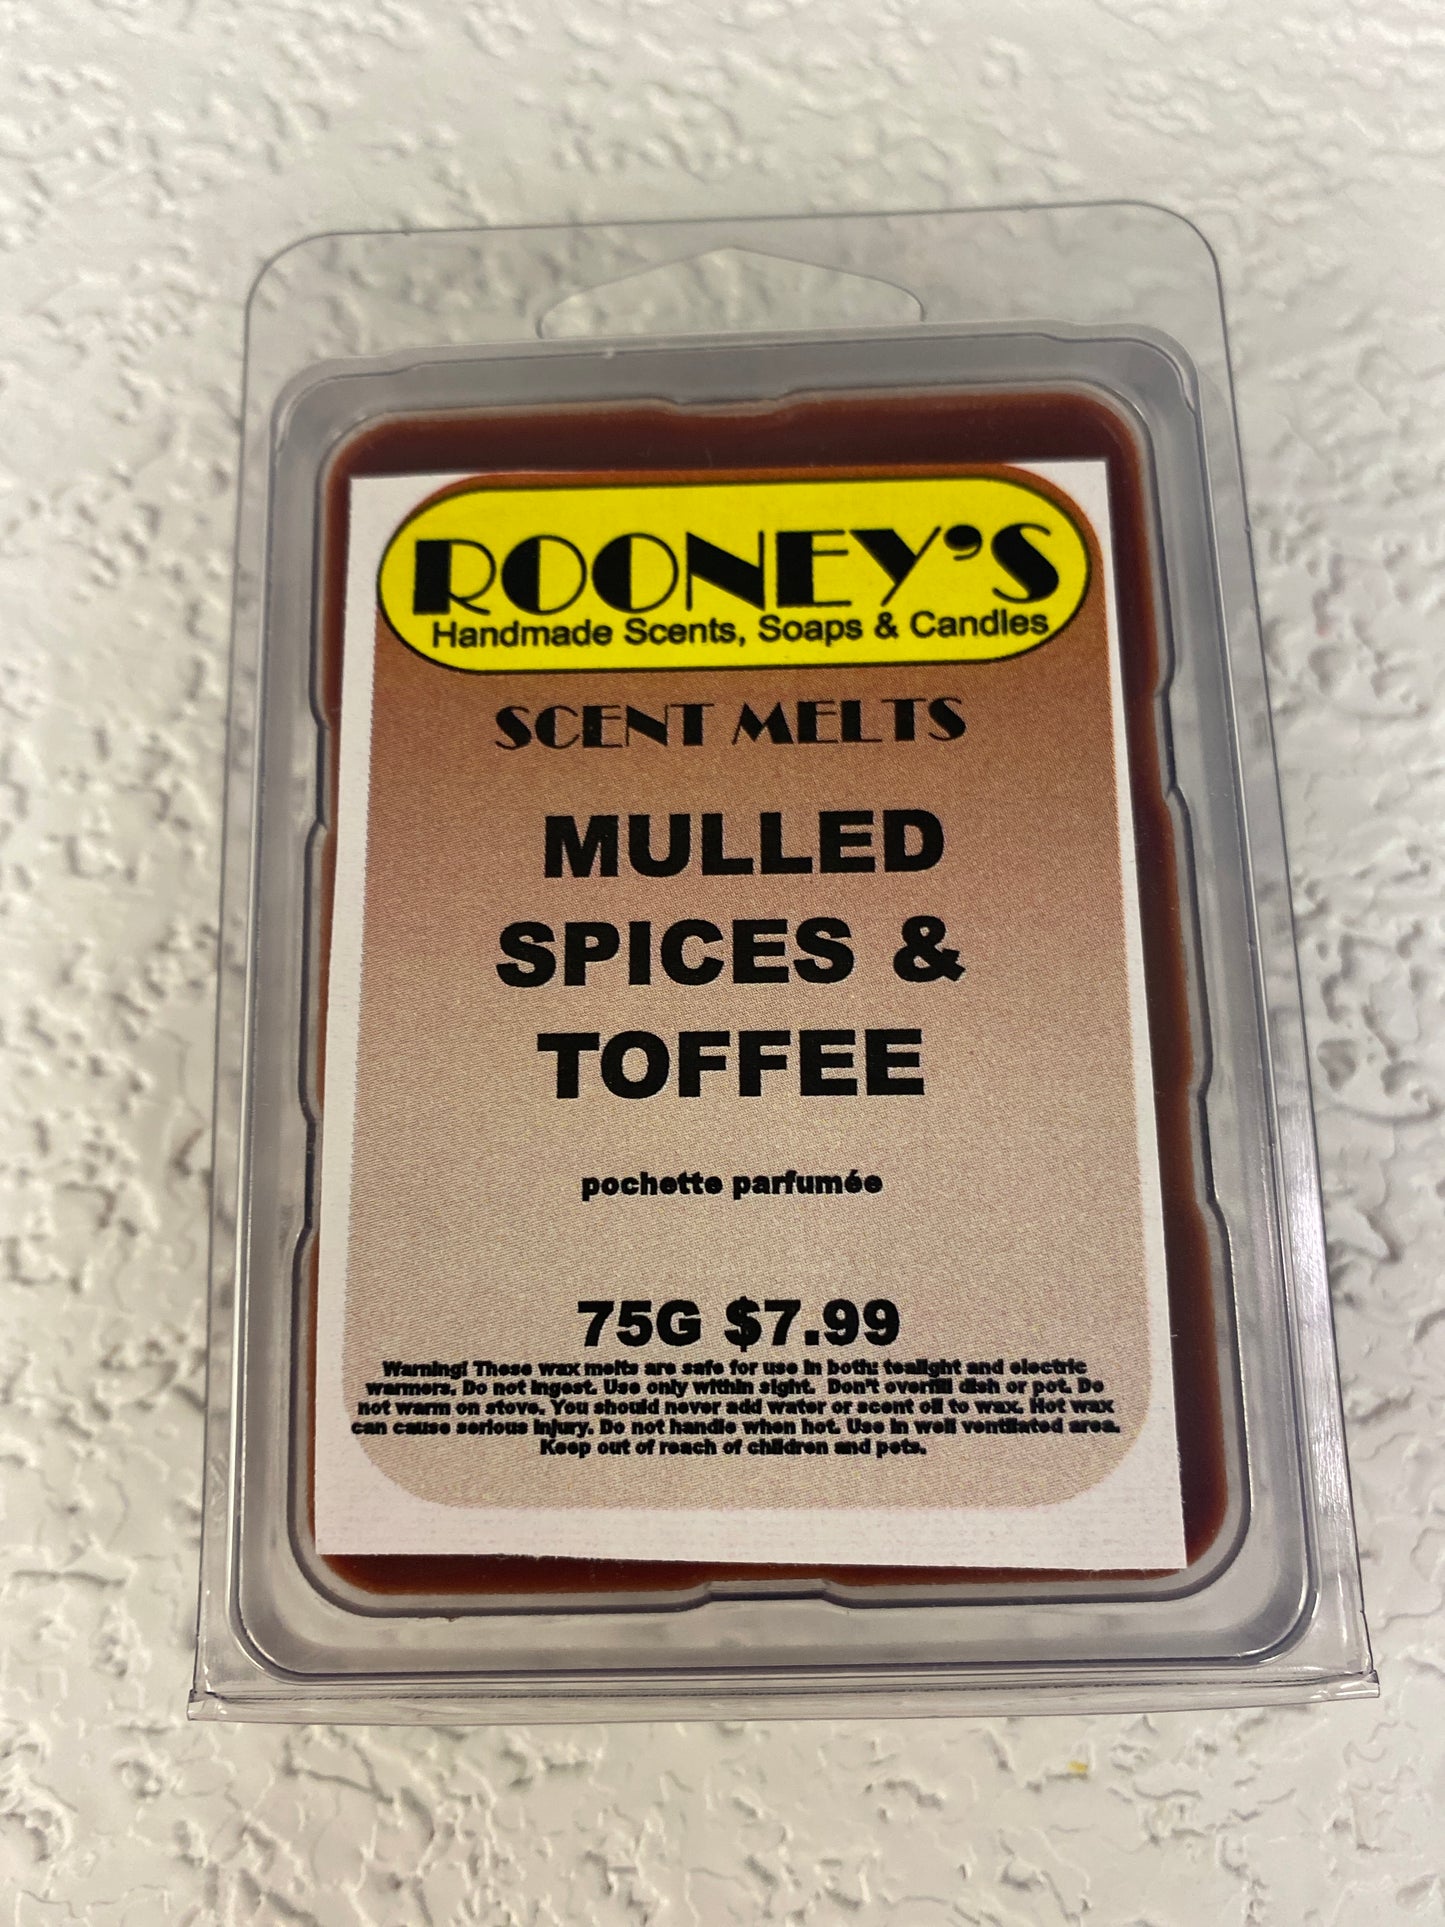 ROONEY'S
Handmade Scents, Soaps & Candles
SCENT MELTS
MULLED
SPICES &
TOFFEE
pochette parfumée
75G $7.99
Warning! These wax melts are safe for use in both: tealight and electric
warmers. Do not ingest. Use only within sight. Don't overfill dish or pot. Do
not warm on stove. You should never add water or scent oil to wax. Hot wax
can cause serious injury. Do not handle when hot. Use in well ventilated area.
Keep out of reach of children and pets.